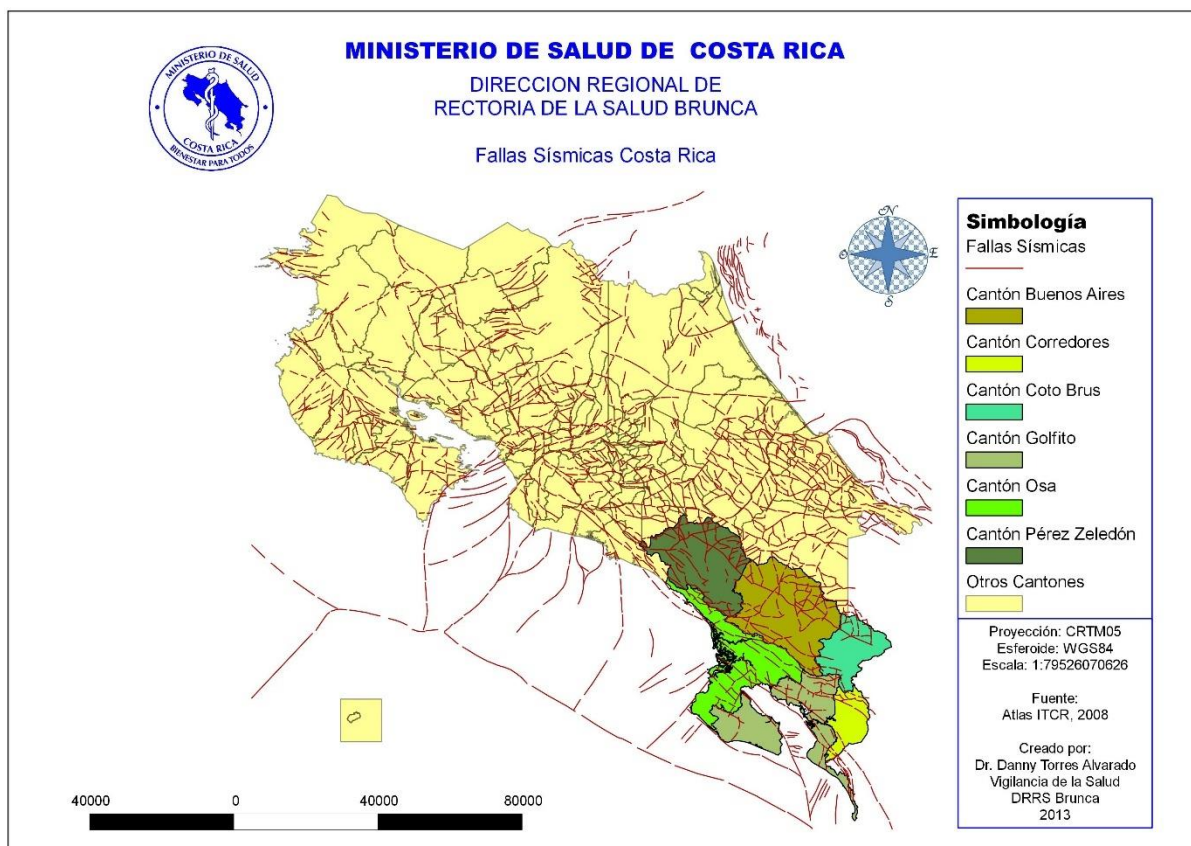 MINISTERIO DE SALUD DE COSTA RICA
DIRECCION REGIONAL DE
RECTORIA DE LA SALUD BRUNCA
Fallas Sísmicas Costa Rica
MINISTERIO DE SALUD
COSTA RICA
BIENESTAR PARA TODOS
N
O
E
S
Simbología
Fallas Sísmicas
Cantón Buenos Aires
Cantón Corredores
Cantón Coto Brus
Cantón Golfito
Cantón Osa
Cantón Pérez Zeledón
Otros Cantones
Proyección: CRTM05
Esferoide: WGS84
Escala: 1:79526070626
Fuente:
Atlas ITCR, 2008
Creado por:
Dr. Danny Torres Alvarado
Vigilancia de la Salud
DRRS Brunca
2013
40000 0 40000 80000